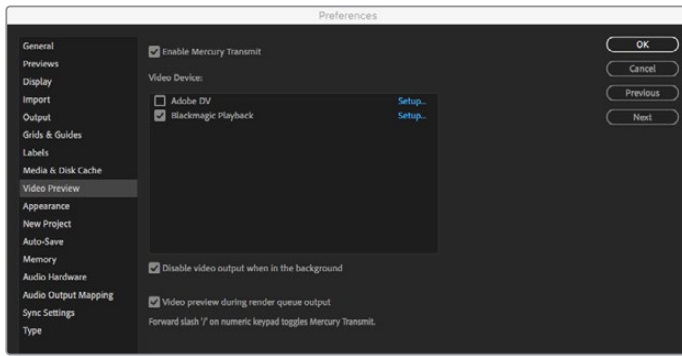 Preferences
General
Previews
Display
Import
Output
Grids & Guides
Labels
Media & Disk Cache
Video Preview
Appearance
New Project
Auto-Save
Memory
Audio Hardware
Audio Output Mapping
Sync Settings
Type
Enable Mercury Transmit
Video Device:
Adobe DV Setup...
Blackmagic Playback Setup...
Disable video output when in the background
Video preview during render queue output
Forward slash '/' on numeric keypad toggles Mercury Transmit.
OK
Cancel
Previous
Next